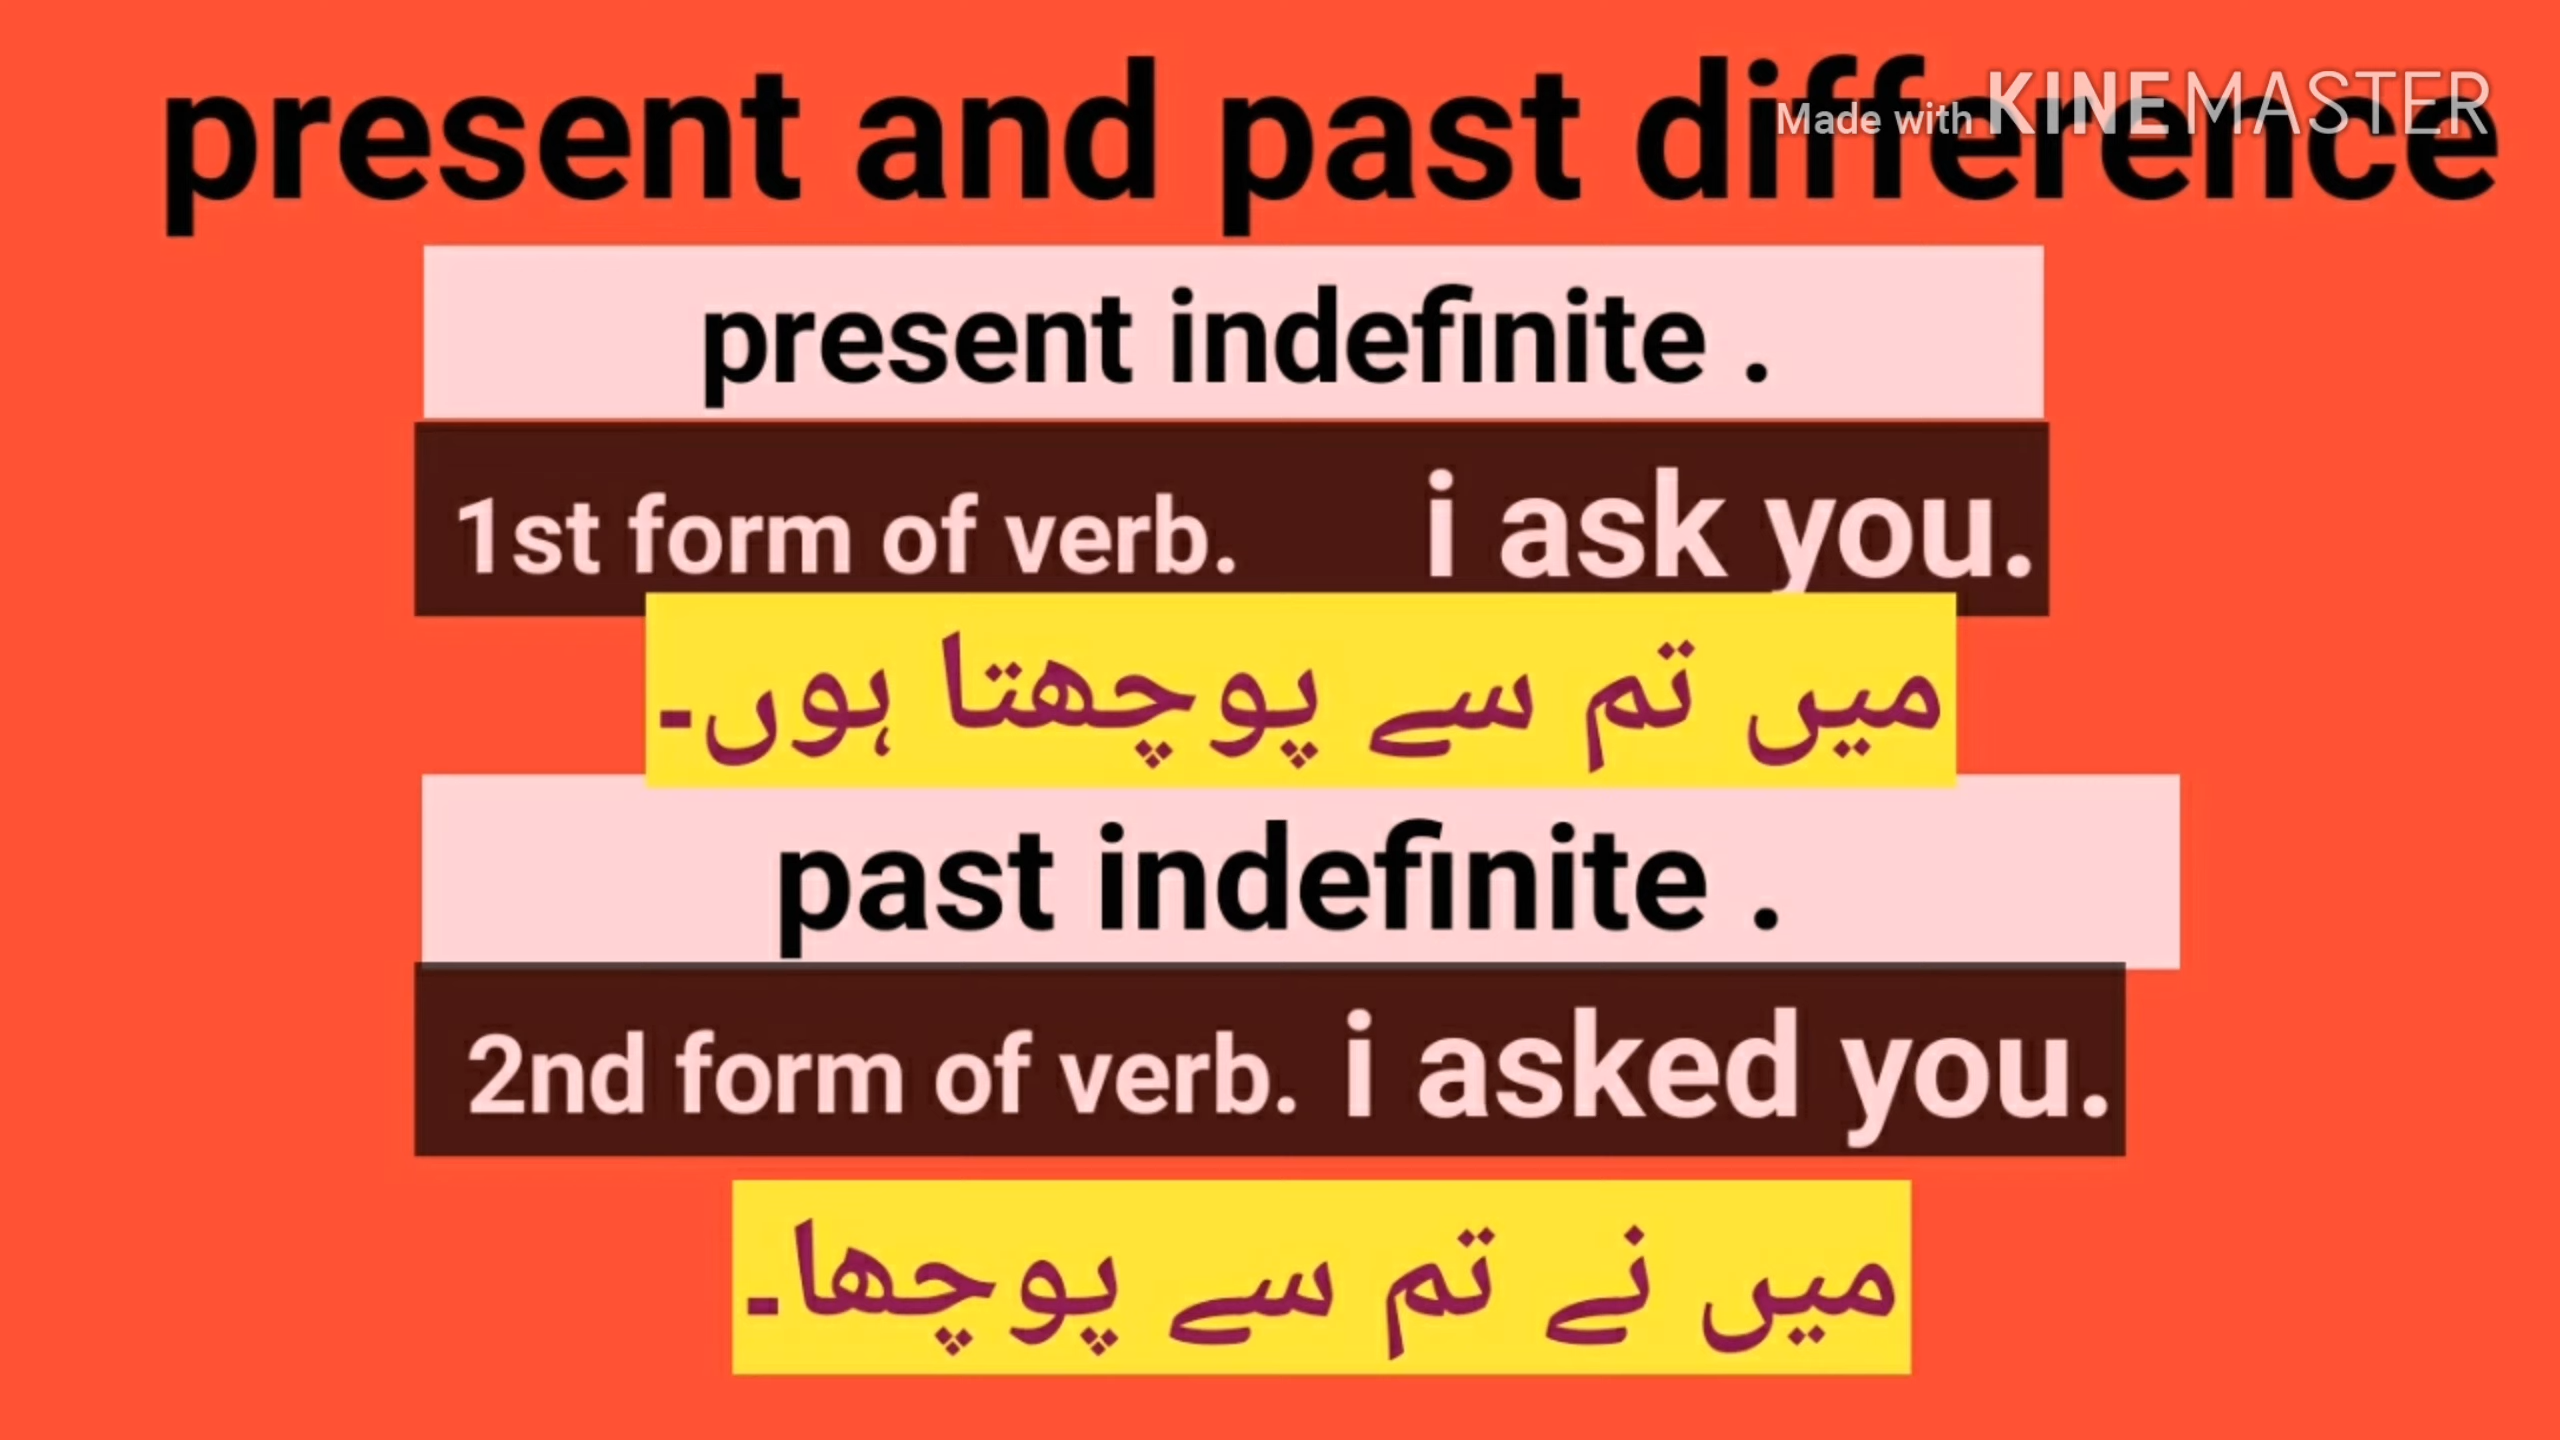 present and past difference
Made with KINEMASTER
present indefinite .
1st form of verb. i ask you.
میں تم سے پوچھتا ہوں۔
past indefinite .
2nd form of verb. i asked you.
میں نے تم سے پوچھا۔